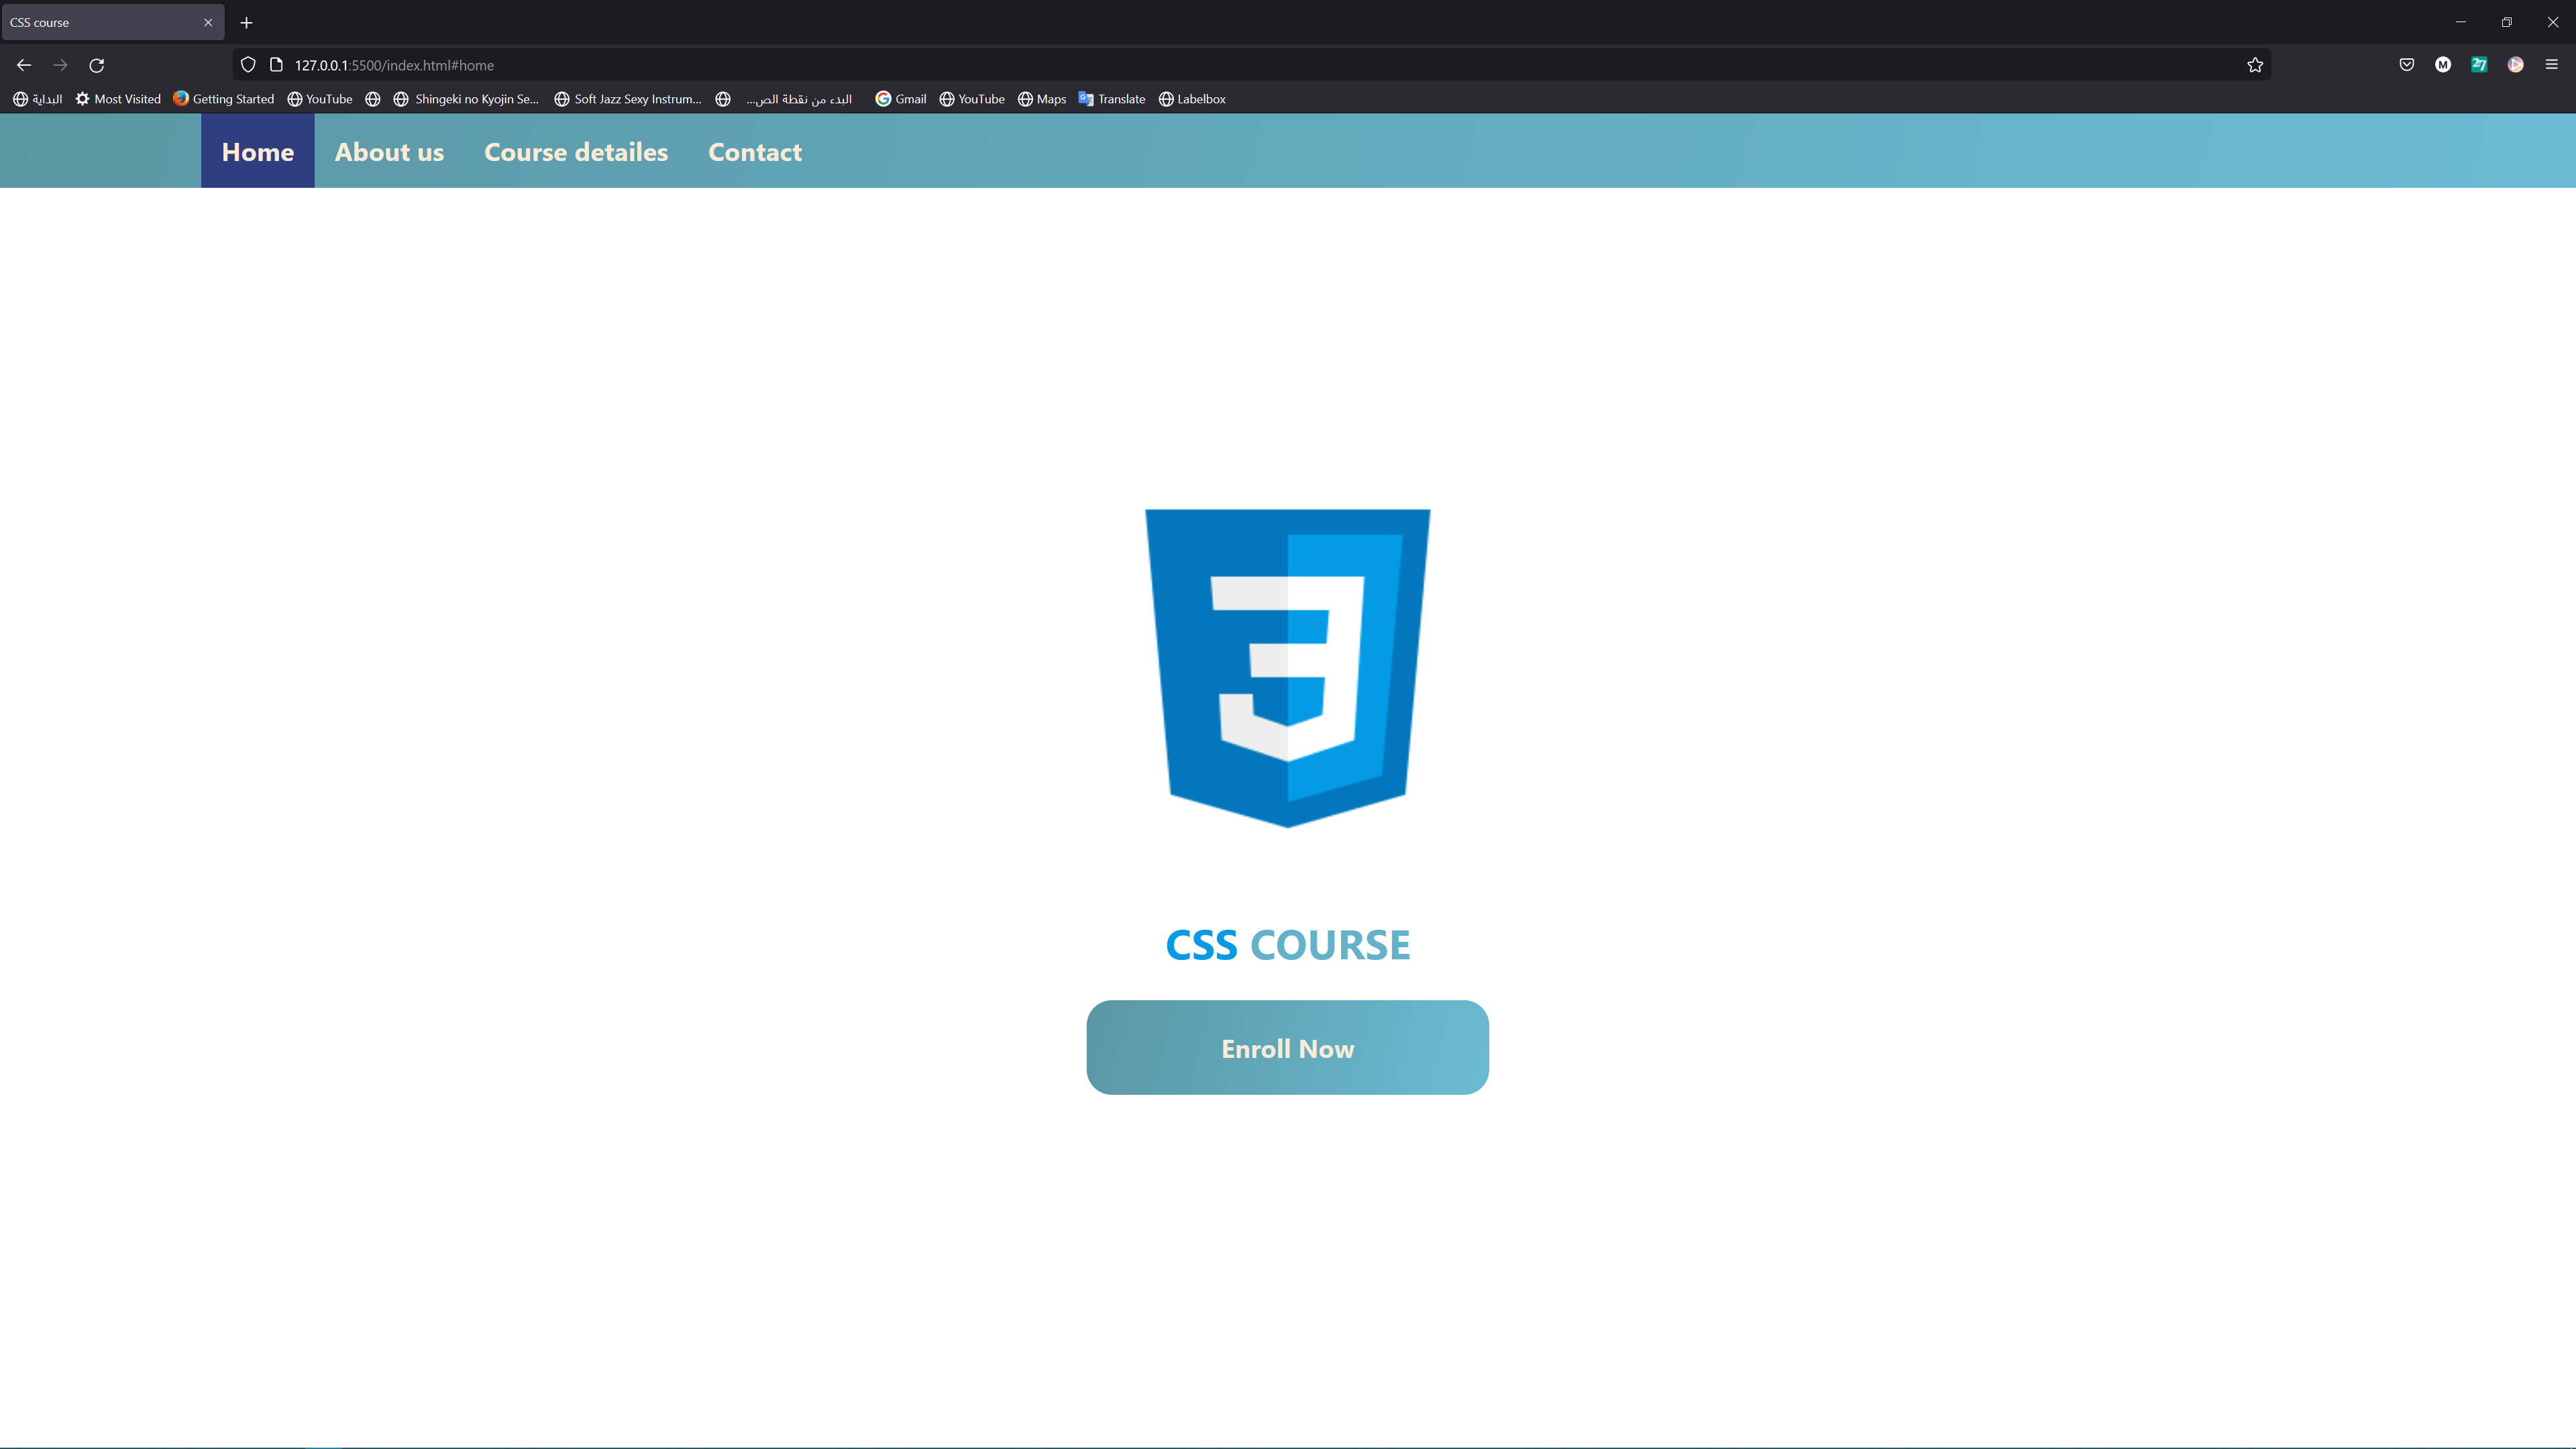 CSS course
127.0.0.1:5500/index.html#home
البداية Most Visited Getting Started YouTube Shingeki no Kyojin Se... Soft Jazz Sexy Instrum... البدء من نقطة الص... Gmail YouTube Maps Translate Labelbox
Home About us Course detailes Contact
CSS COURSE
Enroll Now